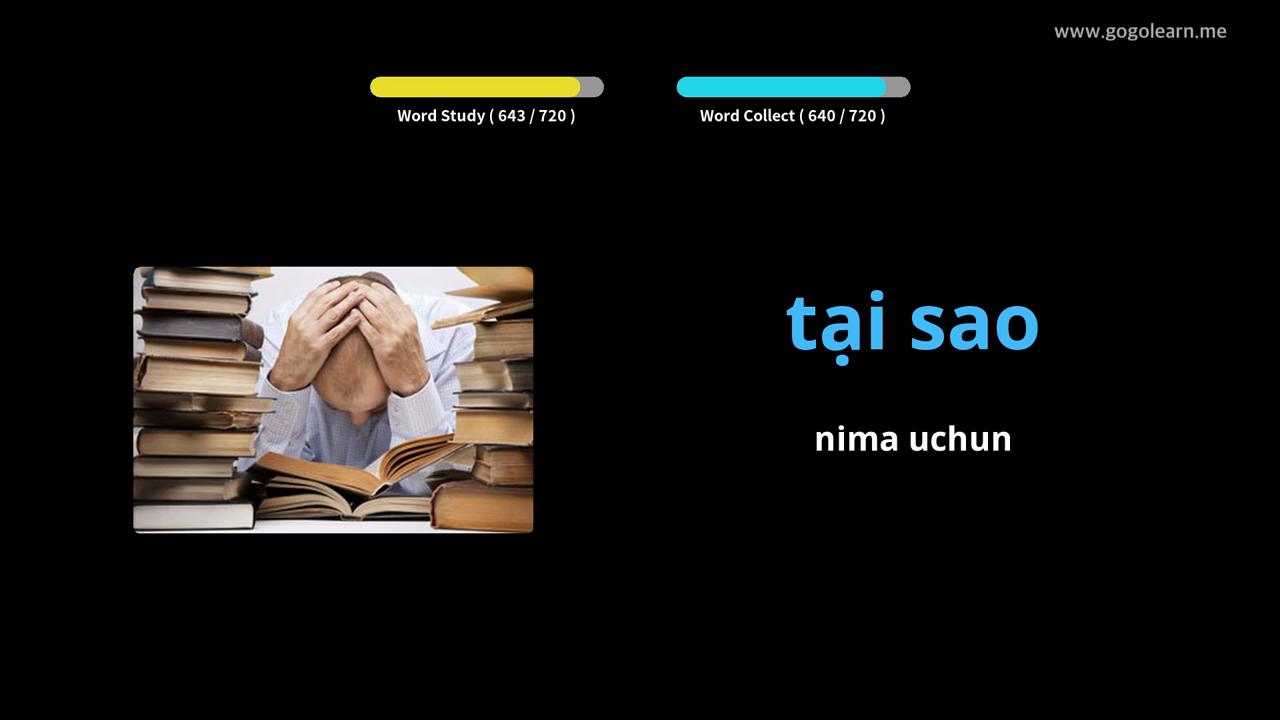 www.gogolearn.me
Word Study ( 643 / 720 )
Word Collect ( 640 / 720 )
tại sao
nima uchun